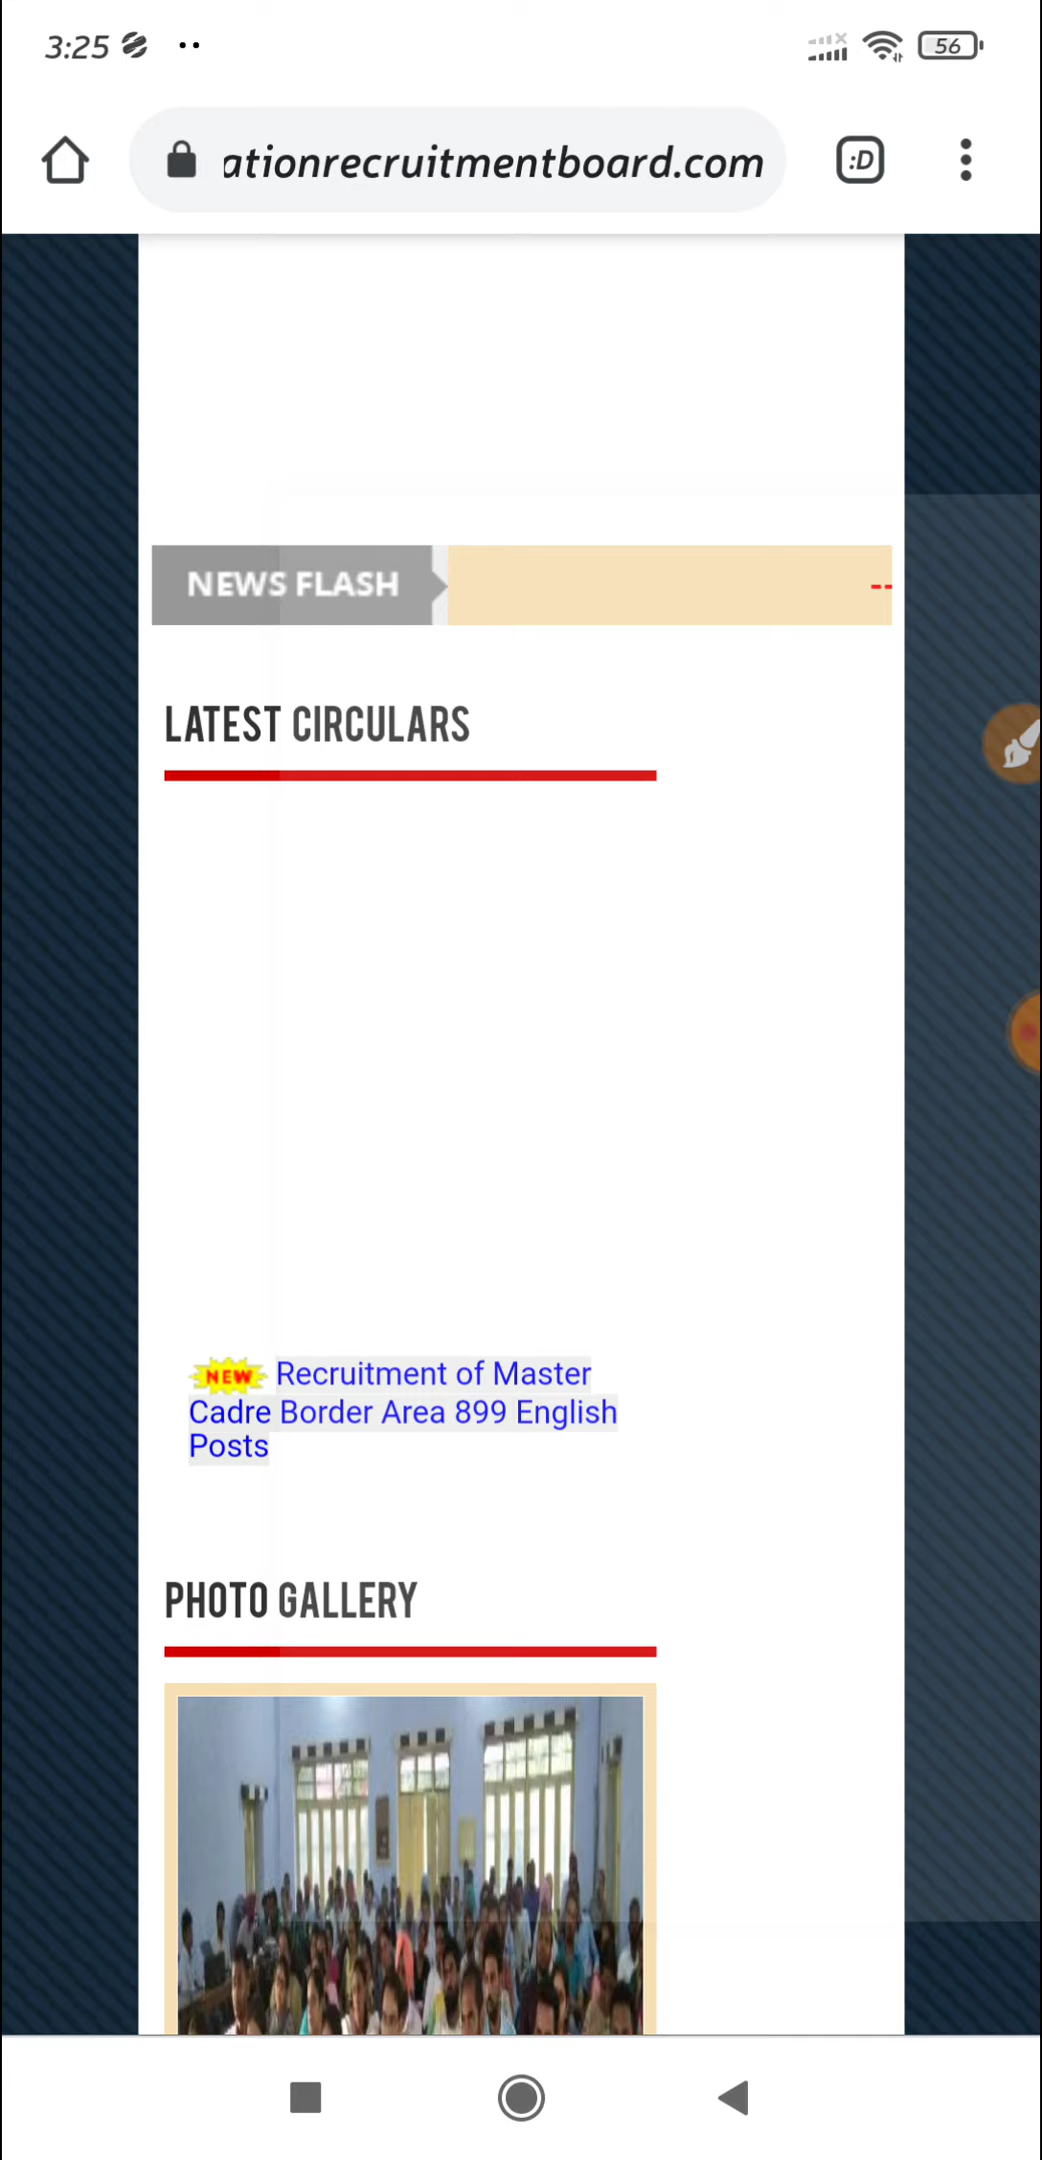 3:25
56
ationrecruitmentboard.com
:D
NEWS FLASH
--
LATEST CIRCULARS
NEW Recruitment of Master
Cadre Border Area 899 English
Posts
PHOTO GALLERY